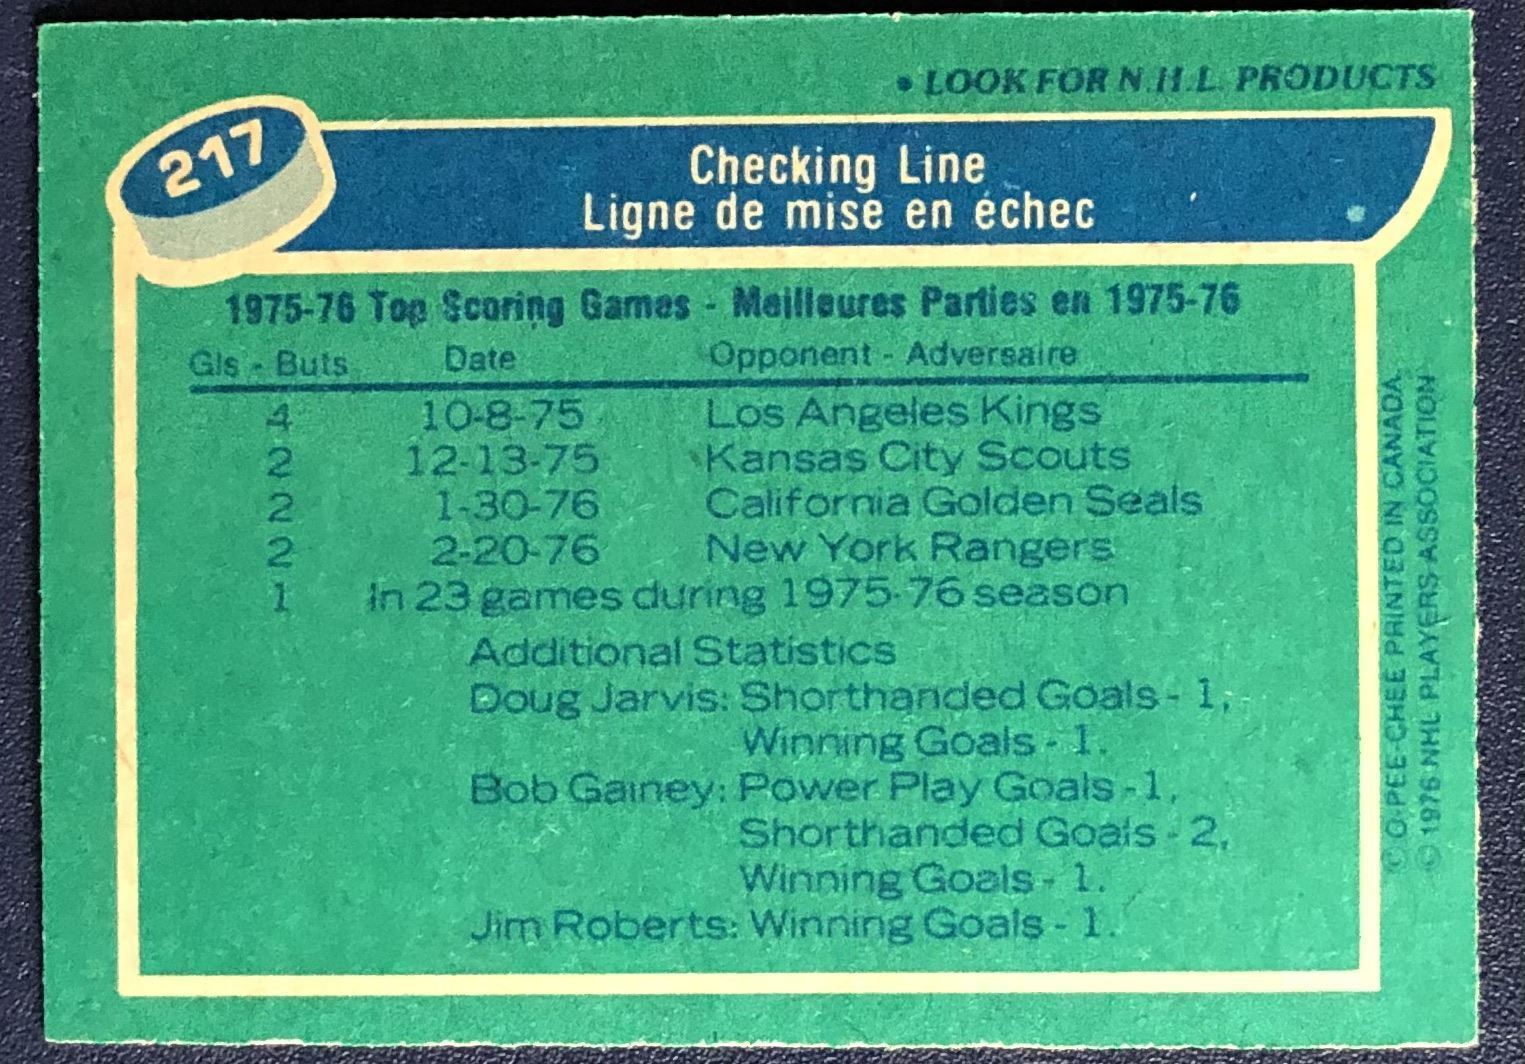 • LOOK FOR N.H.L. PRODUCTS
217
Checking Line
Ligne de mise en échec
1975-76 Top Scoring Games - Meilleures Parties en 1975-76
Gls - Buts Date Opponent - Adversaire
4 10-8-75 Los Angeles Kings
2 12-13-75 Kansas City Scouts
2 1-30-76 California Golden Seals
2 2-20-76 New York Rangers
1 In 23 games during 1975-76 season
Additional Statistics
Doug Jarvis: Shorthanded Goals - 1,
Winning Goals - 1.
Bob Gainey: Power Play Goals - 1,
Shorthanded Goals - 2,
Winning Goals - 1.
Jim Roberts: Winning Goals - 1.
© O-PEE-CHEE PRINTED IN CANADA
© 1976 NHL PLAYERS ASSOCIATION